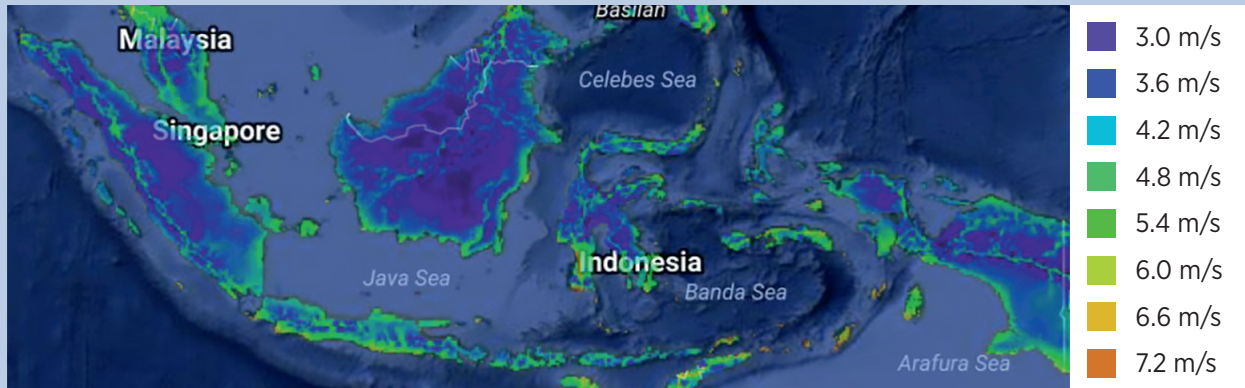 Basilan
Malaysia
Celebes Sea
Singapore
Indonesia
Java Sea
Banda Sea
Arafura Sea
3.0 m/s
3.6 m/s
4.2 m/s
4.8 m/s
5.4 m/s
6.0 m/s
6.6 m/s
7.2 m/s